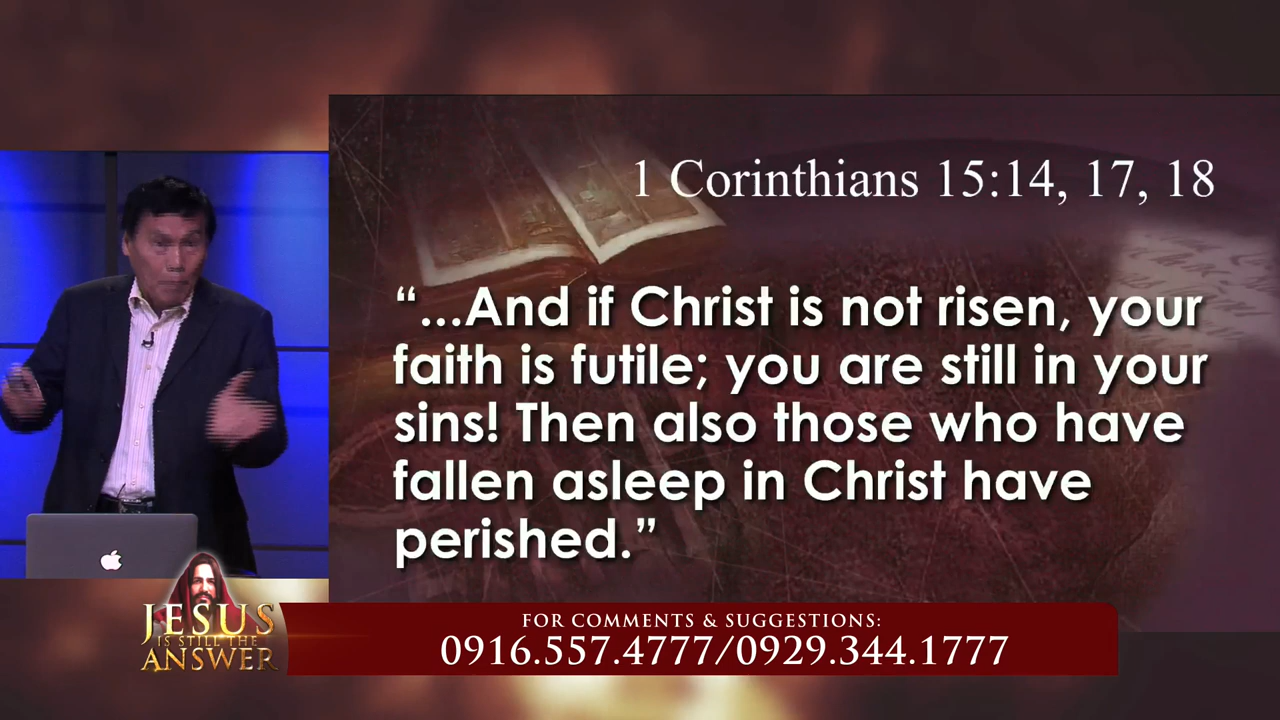 1 Corinthians 15:14, 17, 18
“...And if Christ is not risen, your
faith is futile; you are still in your
sins! Then also those who have
fallen asleep in Christ have
perished.”
JESUS
IS STILL THE
ANSWER
FOR COMMENTS & SUGGESTIONS:
0916.557.4777/0929.344.1777